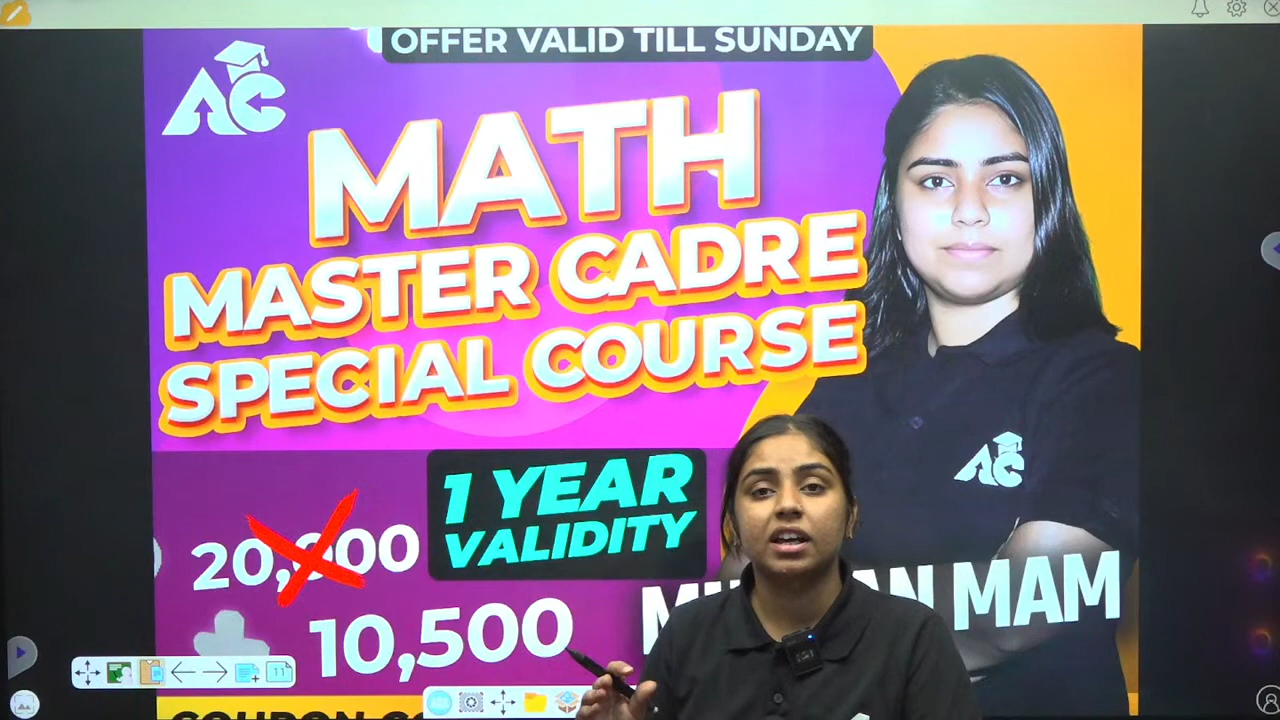 OFFER VALID TILL SUNDAY
AC
MATH
MASTER CADRE
SPECIAL COURSE
AC
1 YEAR
VALIDITY
20,000
10,500
MAM
11